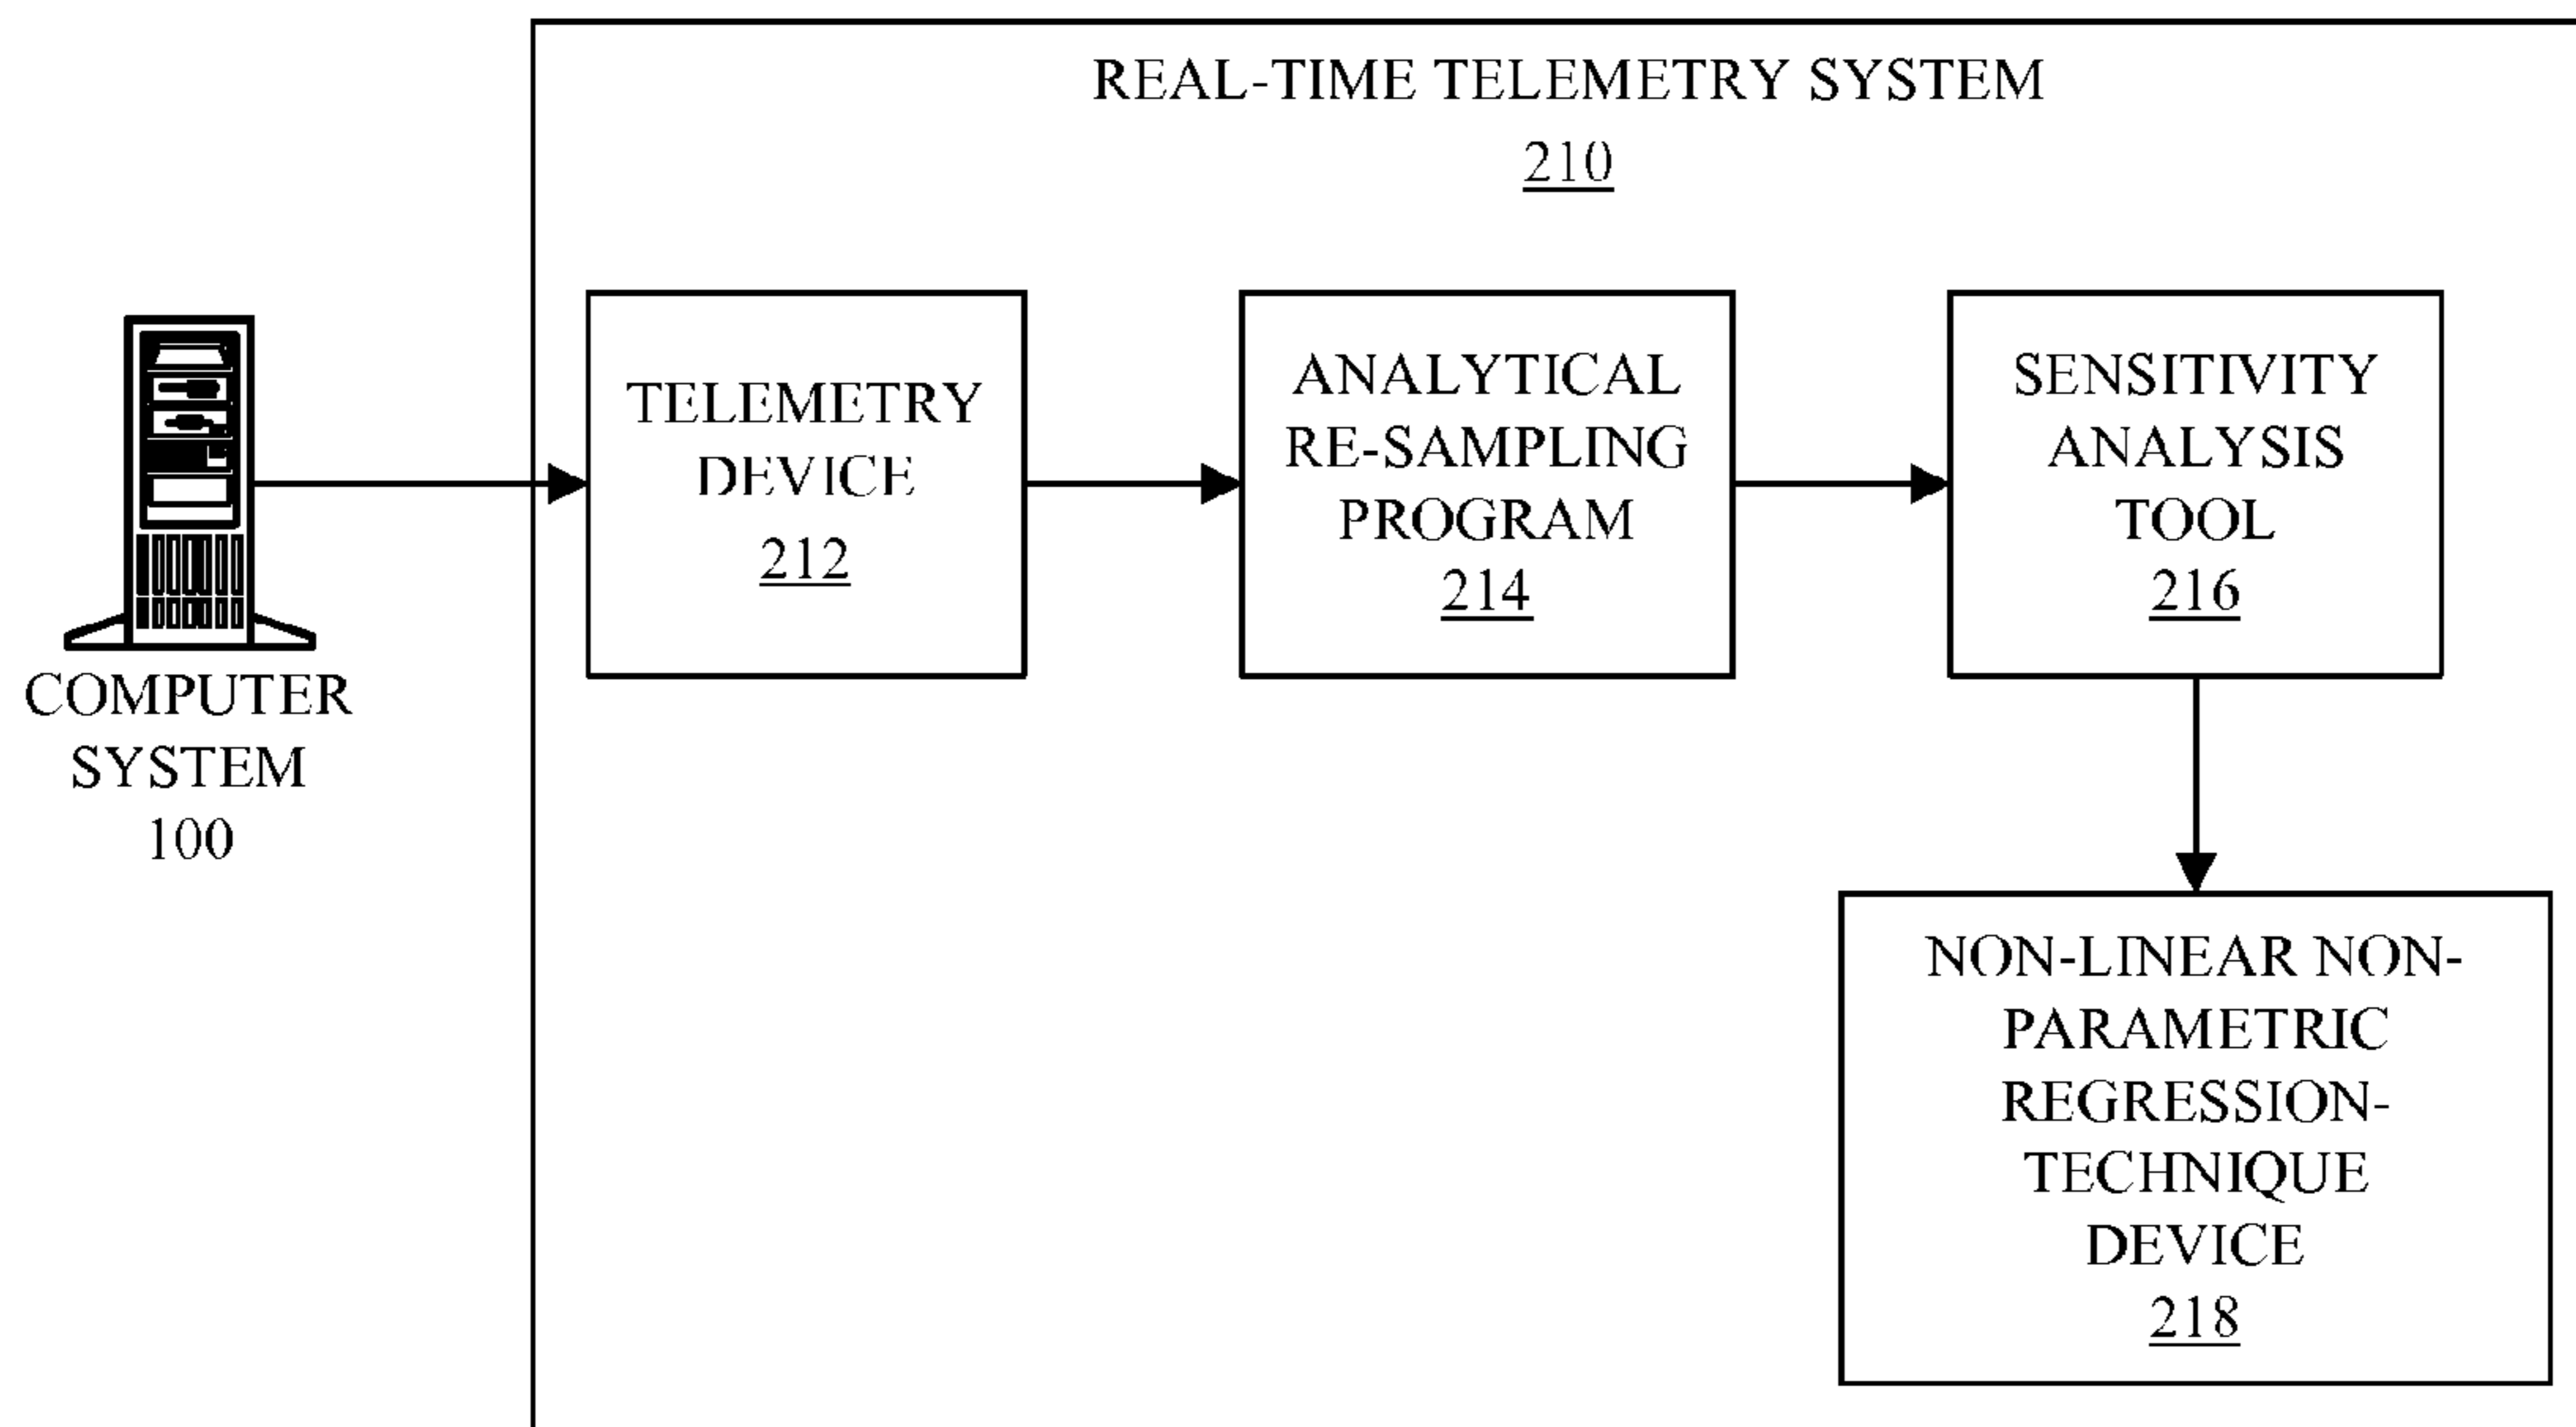 REAL-TIME TELEMETRY SYSTEM
210
COMPUTER
SYSTEM
100
TELEMETRY
DEVICE
212
ANALYTICAL
RE-SAMPLING
PROGRAM
214
SENSITIVITY
ANALYSIS
TOOL
216
NON-LINEAR NON-
PARAMETRIC
REGRESSION-
TECHNIQUE
DEVICE
218